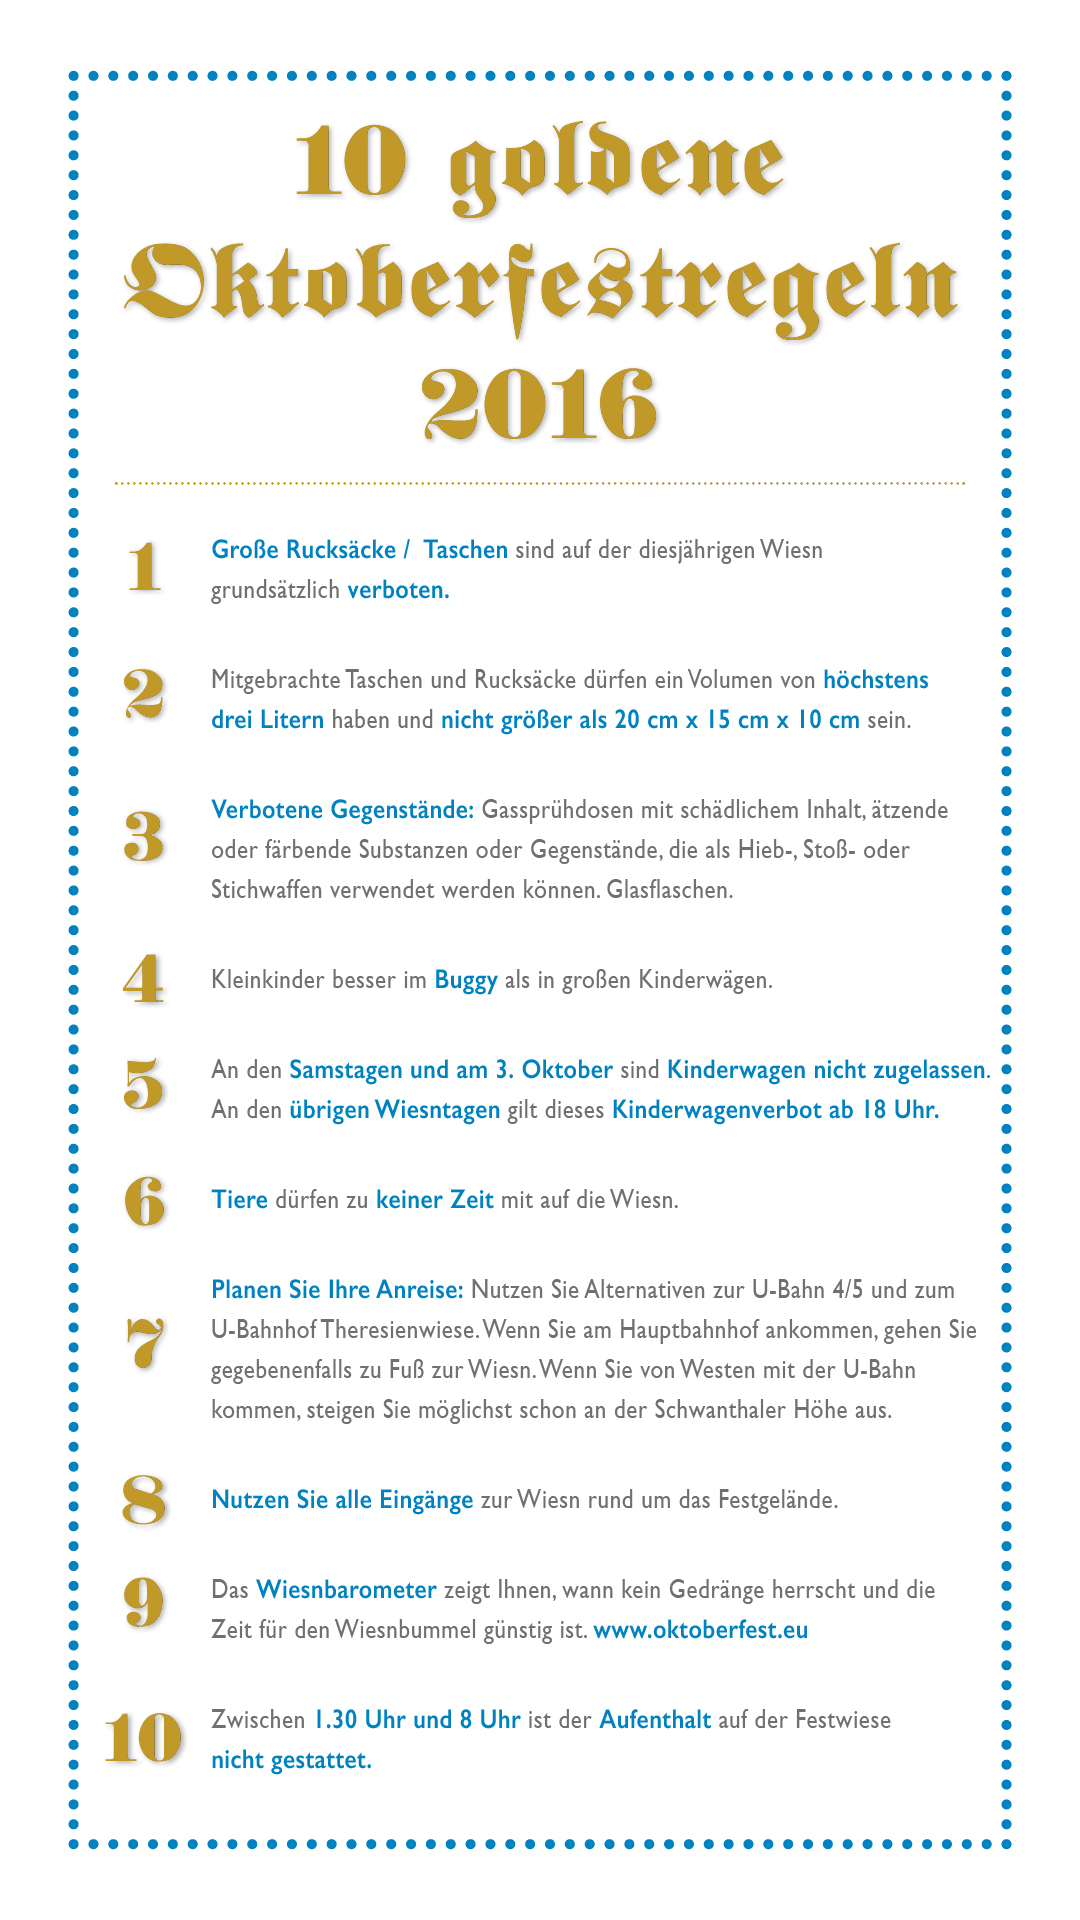 10 goldene
Oktoberfestregeln
2016
1 Große Rucksäcke / Taschen sind auf der diesjährigen Wiesn
grundsätzlich verboten.
2 Mitgebrachte Taschen und Rucksäcke dürfen ein Volumen von höchstens
drei Litern haben und nicht größer als 20 cm x 15 cm x 10 cm sein.
3 Verbotene Gegenstände: Gassprühdosen mit schädlichem Inhalt, ätzende
oder färbende Substanzen oder Gegenstände, die als Hieb-, Stoß- oder
Stichwaffen verwendet werden können. Glasflaschen.
4 Kleinkinder besser im Buggy als in großen Kinderwägen.
5 An den Samstagen und am 3. Oktober sind Kinderwagen nicht zugelassen.
An den übrigen Wiesntagen gilt dieses Kinderwagenverbot ab 18 Uhr.
6 Tiere dürfen zu keiner Zeit mit auf die Wiesn.
7 Planen Sie Ihre Anreise: Nutzen Sie Alternativen zur U-Bahn 4/5 und zum
U-Bahnhof Theresienwiese. Wenn Sie am Hauptbahnhof ankommen, gehen Sie
gegebenenfalls zu Fuß zur Wiesn. Wenn Sie von Westen mit der U-Bahn
kommen, steigen Sie möglichst schon an der Schwanthaler Höhe aus.
8 Nutzen Sie alle Eingänge zur Wiesn rund um das Festgelände.
9 Das Wiesnbarometer zeigt Ihnen, wann kein Gedränge herrscht und die
Zeit für den Wiesnbummel günstig ist. www.oktoberfest.eu
10 Zwischen 1.30 Uhr und 8 Uhr ist der Aufenthalt auf der Festwiese
nicht gestattet.